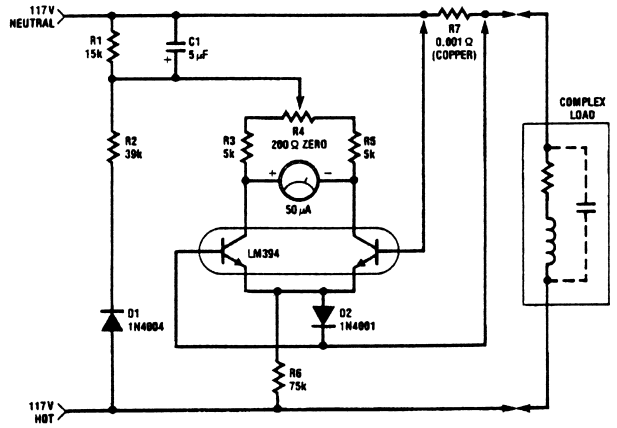 117V
NEUTRAL
R1
15k
C1
5 µF
+
R7
0.001 Ω
(COPPER)
COMPLEX
LOAD
R2
39k
R3
5k
R4
200 Ω ZERO
R5
5k
+
−
50 µA
LM394
D1
1N4004
D2
1N4001
R6
75k
117V
HOT